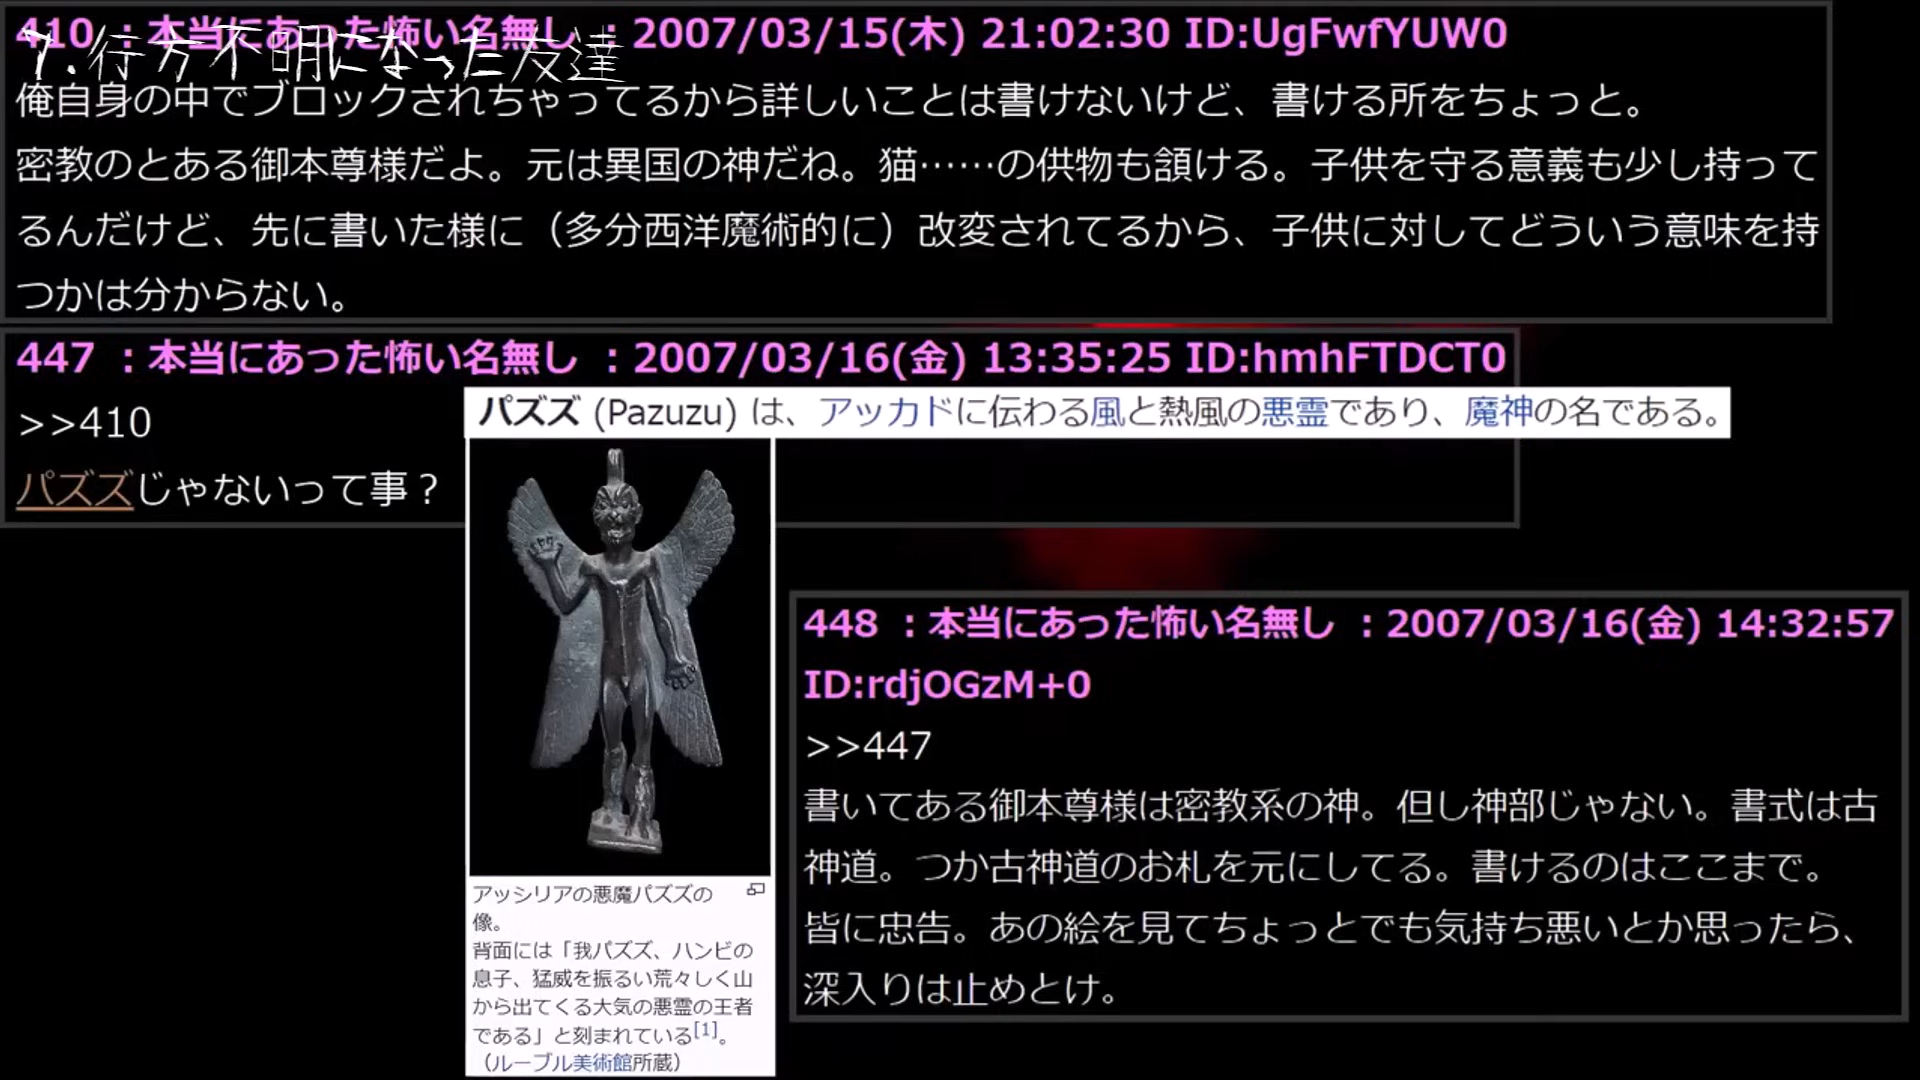 410 ：本当にあった怖い名無し ：2007/03/15(木) 21:02:30 ID:UgFwfYUW0
7.行方不明になった友達
俺自身の中でブロックされちゃってるから詳しいことは書けないけど、書ける所をちょっと。
密教のとある御本尊様だよ。元は異国の神だね。猫……の供物も頷ける。子供を守る意義も少し持って
るんだけど、先に書いた様に（多分西洋魔術的に）改変されてるから、子供に対してどういう意味を持
つかは分からない。
447 ：本当にあった怖い名無し ：2007/03/16(金) 13:35:25 ID:hmhFTDCT0
>>410
パズズじゃないって事？
パズズ (Pazuzu) は、アッカドに伝わる風と熱風の悪霊であり、魔神の名である。
アッシリアの悪魔パズズの
像。
背面には「我パズズ、ハンビの
息子、猛威を振るい荒々しく山
から出てくる大気の悪霊の王者
である」と刻まれている[1]。
（ルーブル美術館所蔵）
448 ：本当にあった怖い名無し ：2007/03/16(金) 14:32:57
ID:rdjOGzM+0
>>447
書いてある御本尊様は密教系の神。但し神部じゃない。書式は古
神道。つか古神道のお札を元にしてる。書けるのはここまで。
皆に忠告。あの絵を見てちょっとでも気持ち悪いとか思ったら、
深入りは止めとけ。